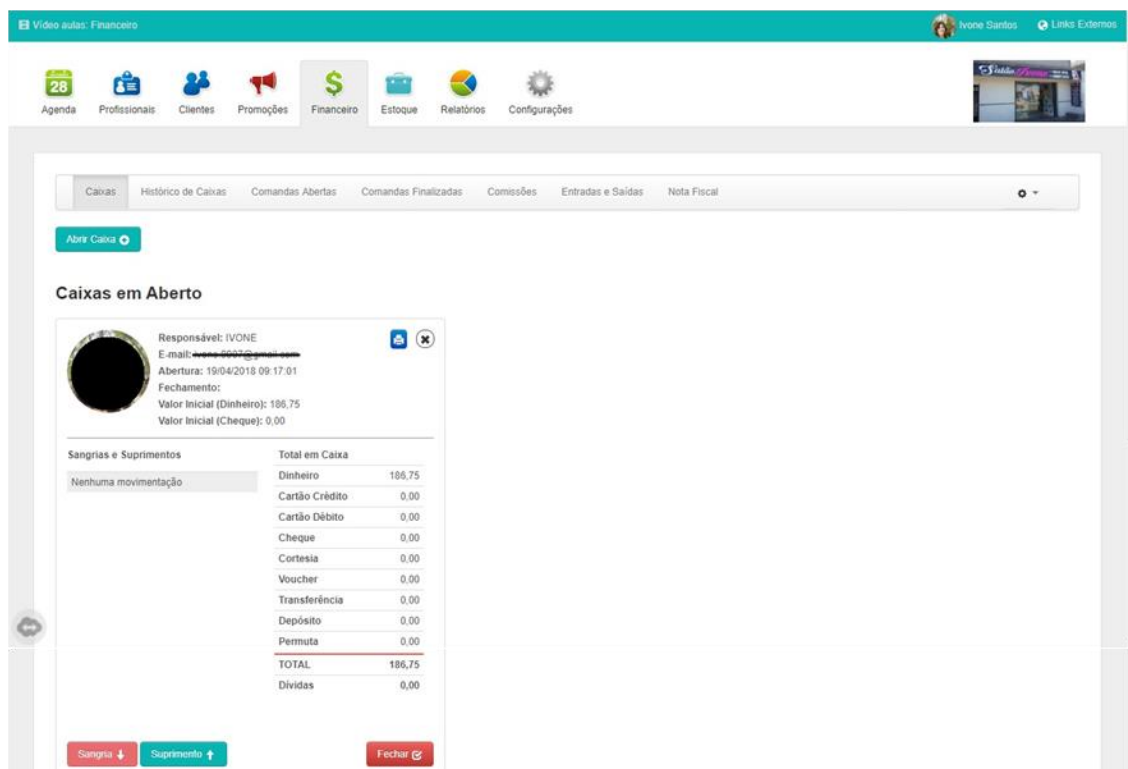 Vídeo aulas: Financeiro
Ivone Santos
Links Externos
28
Agenda
Profissionais
Clientes
Promoções
Financeiro
Estoque
Relatórios
Configurações
Caixas
Histórico de Caixas
Comandas Abertas
Comandas Finalizadas
Comissões
Entradas e Saídas
Nota Fiscal
Abrir Caixa
Caixas em Aberto
Responsável: IVONE
E-mail:
Abertura: 19/04/2018 09:17:01
Fechamento:
Valor Inicial (Dinheiro): 186,75
Valor Inicial (Cheque): 0,00
Sangrias e Suprimentos
Nenhuma movimentação
Total em Caixa
Dinheiro 186,75
Cartão Crédito 0,00
Cartão Débito 0,00
Cheque 0,00
Cortesia 0,00
Voucher 0,00
Transferência 0,00
Depósito 0,00
Permuta 0,00
TOTAL 186,75
Dívidas 0,00
Sangria
Suprimento
Fechar